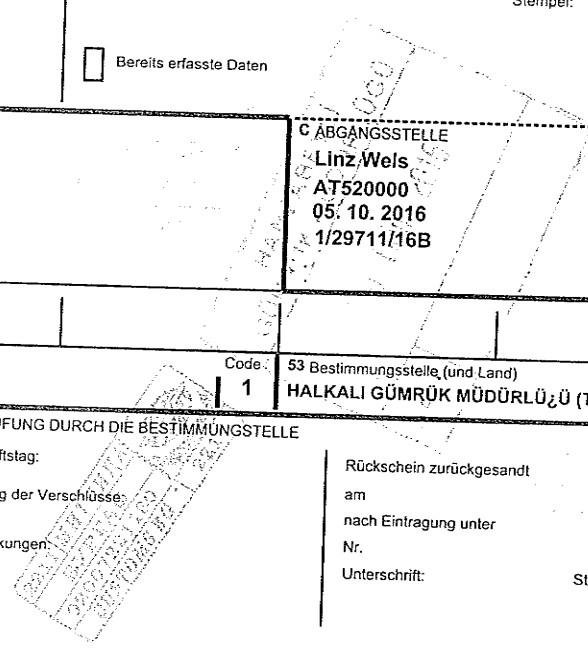 Stempel:
Bereits erfasste Daten
C ABGANGSSTELLE
Linz/Wels
AT520000
05. 10. 2016
1/29711/16B
Code
53 Bestimmungsstelle (und Land)
1
HALKALI GÜMRÜK MÜDÜRLÜ¿Ü (T
FUNG DURCH DIE BESTIMMUNGSTELLE
ftstag:
Rückschein zurückgesandt
g der Verschlüsse:
am
nach Eintragung unter
kungen:
Nr.
Unterschrift:
St